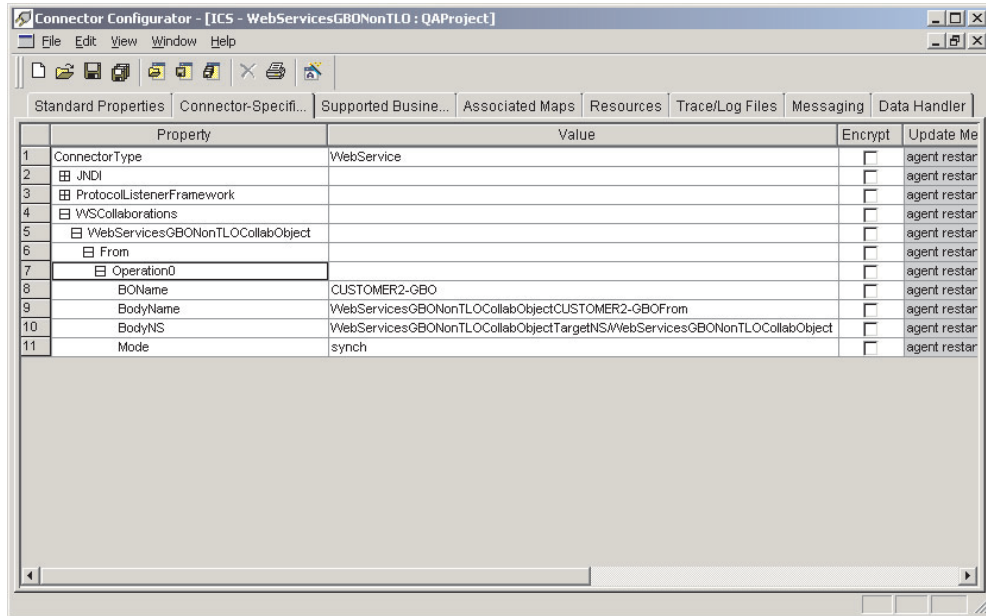 Connector Configurator - [ICS - WebServicesGBONonTLO : QAProject]
File Edit View Window Help
Standard Properties Connector-Specifi... Supported Busine... Associated Maps Resources Trace/Log Files Messaging Data Handler
Property Value Encrypt Update Me
1 ConnectorType WebService agent restar
2 JNDI agent restar
3 ProtocolListenerFramework agent restar
4 WSCollaborations agent restar
5 WebServicesGBONonTLOCollabObject agent restar
6 From agent restar
7 Operation0 agent restar
8 BOName CUSTOMER2-GBO agent restar
9 BodyName WebServicesGBONonTLOCollabObjectCUSTOMER2-GBOFrom agent restar
10 BodyNS WebServicesGBONonTLOCollabObjectTargetNS/WebServicesGBONonTLOCollabObject agent restar
11 Mode synch agent restar